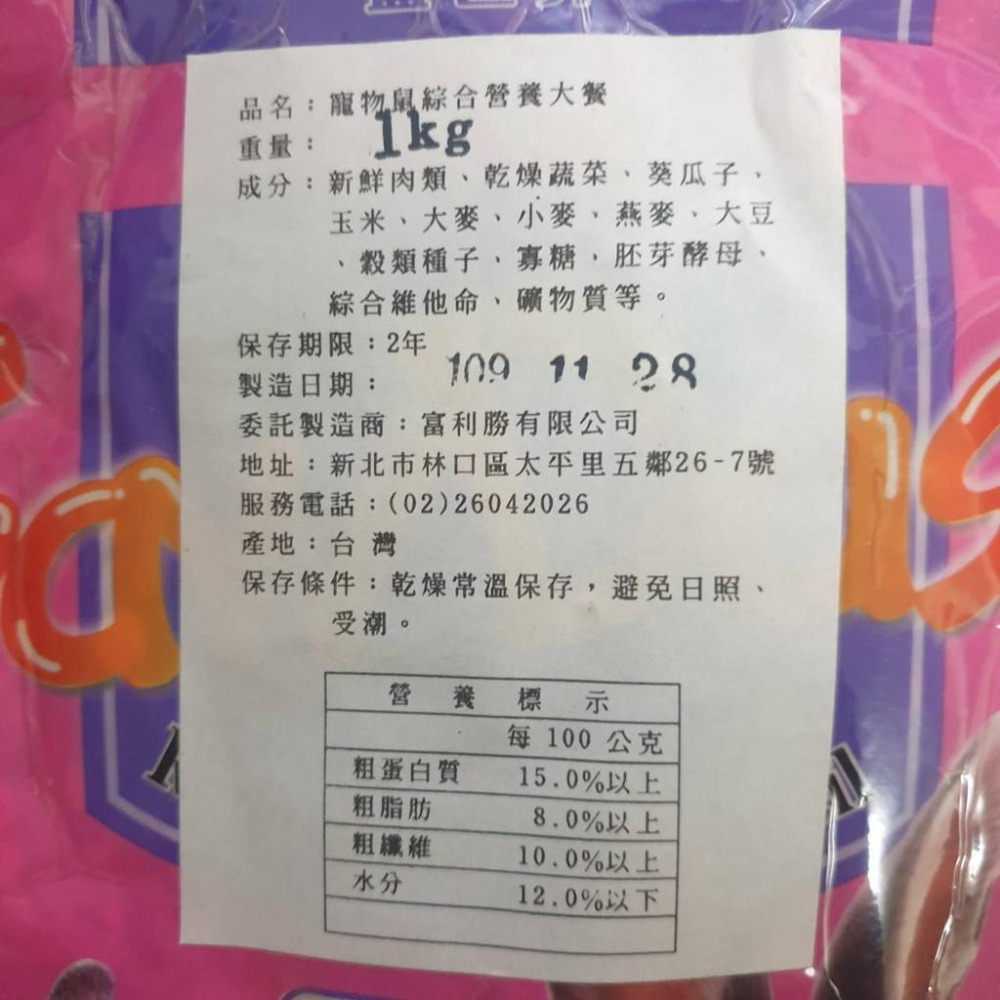 品名：寵物鼠綜合營養大餐
重量： 1kg
成分：新鮮肉類、乾燥蔬菜、葵瓜子、
玉米、大麥、小麥、燕麥、大豆
、穀類種子、寡糖、胚芽酵母、
綜合維他命、礦物質等。
保存期限：2年
製造日期： 109 11 28
委託製造商：富利勝有限公司
地址：新北市林口區太平里五鄰26-7號
服務電話：(02)26042026
產地：台灣
保存條件：乾燥常溫保存，避免日照、
受潮。
營養標示
每 100 公克
粗蛋白質 15.0%以上
粗脂肪 8.0%以上
粗纖維 10.0%以上
水分 12.0%以下